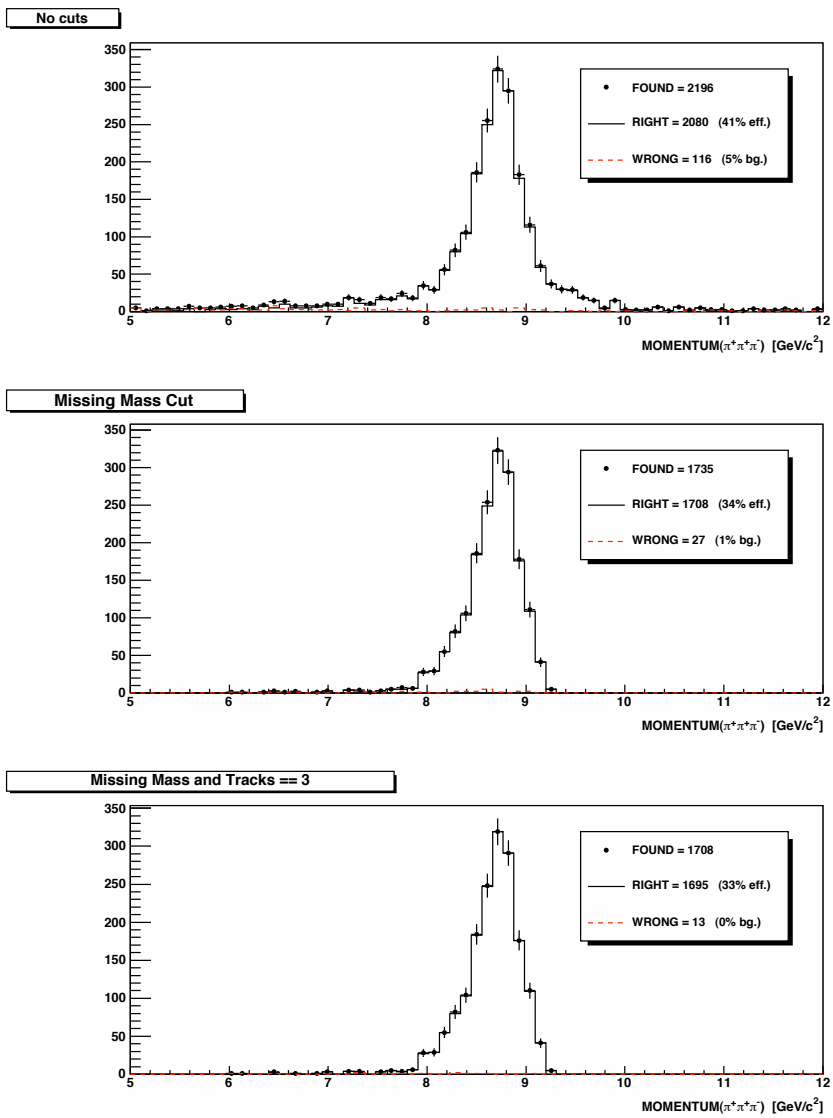 No cuts
350
300
250
200
150
100
50
0
FOUND = 2196
RIGHT = 2080 (41% eff.)
WRONG = 116 (5% bg.)
5 6 7 8 9 10 11 12
MOMENTUM(π⁺π⁺π⁻) [GeV/c²]
Missing Mass Cut
350
300
250
200
150
100
50
0
FOUND = 1735
RIGHT = 1708 (34% eff.)
WRONG = 27 (1% bg.)
5 6 7 8 9 10 11 12
MOMENTUM(π⁺π⁺π⁻) [GeV/c²]
Missing Mass and Tracks == 3
350
300
250
200
150
100
50
0
FOUND = 1708
RIGHT = 1695 (33% eff.)
WRONG = 13 (0% bg.)
5 6 7 8 9 10 11 12
MOMENTUM(π⁺π⁺π⁻) [GeV/c²]